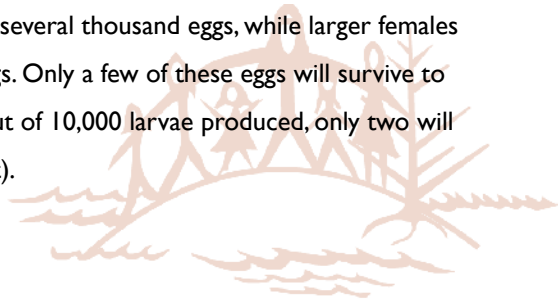 several thousand eggs, while larger females
gs. Only a few of these eggs will survive to
ut of 10,000 larvae produced, only two will
).